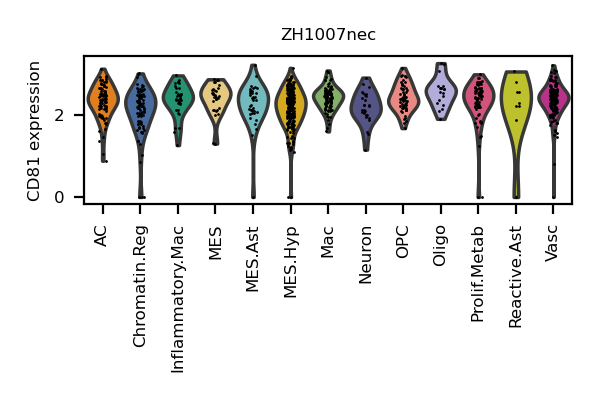 ZH1007nec
CD81 expression
2
0
AC
Chromatin.Reg
Inflammatory.Mac
MES
MES.Ast
MES.Hyp
Mac
Neuron
OPC
Oligo
Prolif.Metab
Reactive.Ast
Vasc